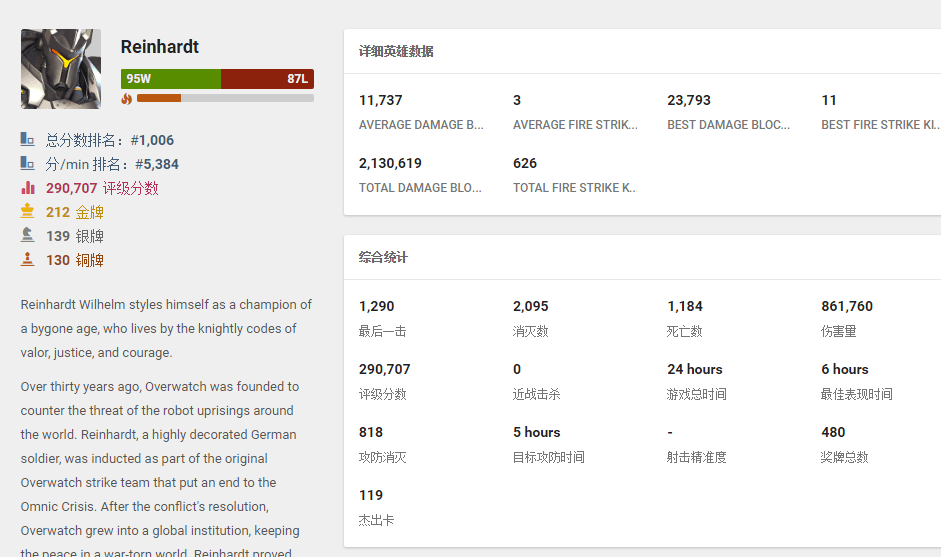 Reinhardt
95W 87L
总分数排名：#1,006
分/min 排名：#5,384
290,707 评级分数
212 金牌
139 银牌
130 铜牌
Reinhardt Wilhelm styles himself as a champion of
a bygone age, who lives by the knightly codes of
valor, justice, and courage.
Over thirty years ago, Overwatch was founded to
counter the threat of the robot uprisings around
the world. Reinhardt, a highly decorated German
soldier, was inducted as part of the original
Overwatch strike team that put an end to the
Omnic Crisis. After the conflict's resolution,
Overwatch grew into a global institution, keeping
the peace in a war-torn world. Reinhardt proved
详细英雄数据
11,737 3 23,793 11
AVERAGE DAMAGE B... AVERAGE FIRE STRIK... BEST DAMAGE BLOC... BEST FIRE STRIKE KI...
2,130,619 626
TOTAL DAMAGE BLO... TOTAL FIRE STRIKE K..
综合统计
1,290 2,095 1,184 861,760
最后一击 消灭数 死亡数 伤害量
290,707 0 24 hours 6 hours
评级分数 近战击杀 游戏总时间 最佳表现时间
818 5 hours - 480
攻防消灭 目标攻防时间 射击精准度 奖牌总数
119
杰出卡